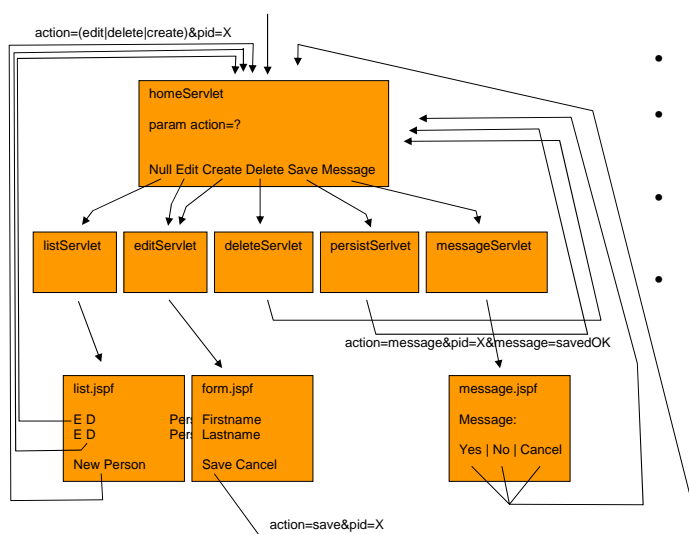 action=(edit|delete|create)&pid=X
homeServlet
param action=?
Null Edit Create Delete Save Message
listServlet
editServlet
deleteServlet
persistSerlvet
messageServlet
action=message&pid=X&message=savedOK
list.jspf
E D Pers
E D Pers
New Person
form.jspf
Firstname
Lastname
Save Cancel
message.jspf
Message:
Yes | No | Cancel
action=save&pid=X